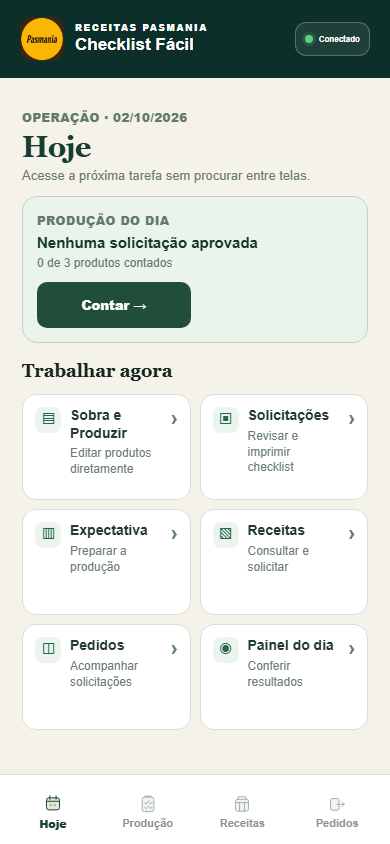 Pasmania
RECEITAS PASMANIA
Checklist Fácil
Conectado
OPERAÇÃO · 02/10/2026
Hoje
Acesse a próxima tarefa sem procurar entre telas.
PRODUÇÃO DO DIA
Nenhuma solicitação aprovada
0 de 3 produtos contados
Contar →
Trabalhar agora
Sobra e
Produzir
Editar produtos
diretamente
Solicitações
Revisar e
imprimir
checklist
Expectativa
Preparar a
produção
Receitas
Consultar e
solicitar
Pedidos
Acompanhar
solicitações
Painel do dia
Conferir
resultados
Hoje
Produção
Receitas
Pedidos